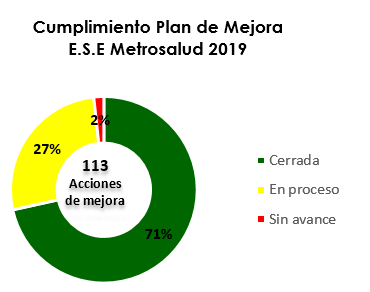 Cumplimiento Plan de Mejora
E.S.E Metrosalud 2019
2%
27%
113
Acciones
de mejora
71%
Cerrada
En proceso
Sin avance